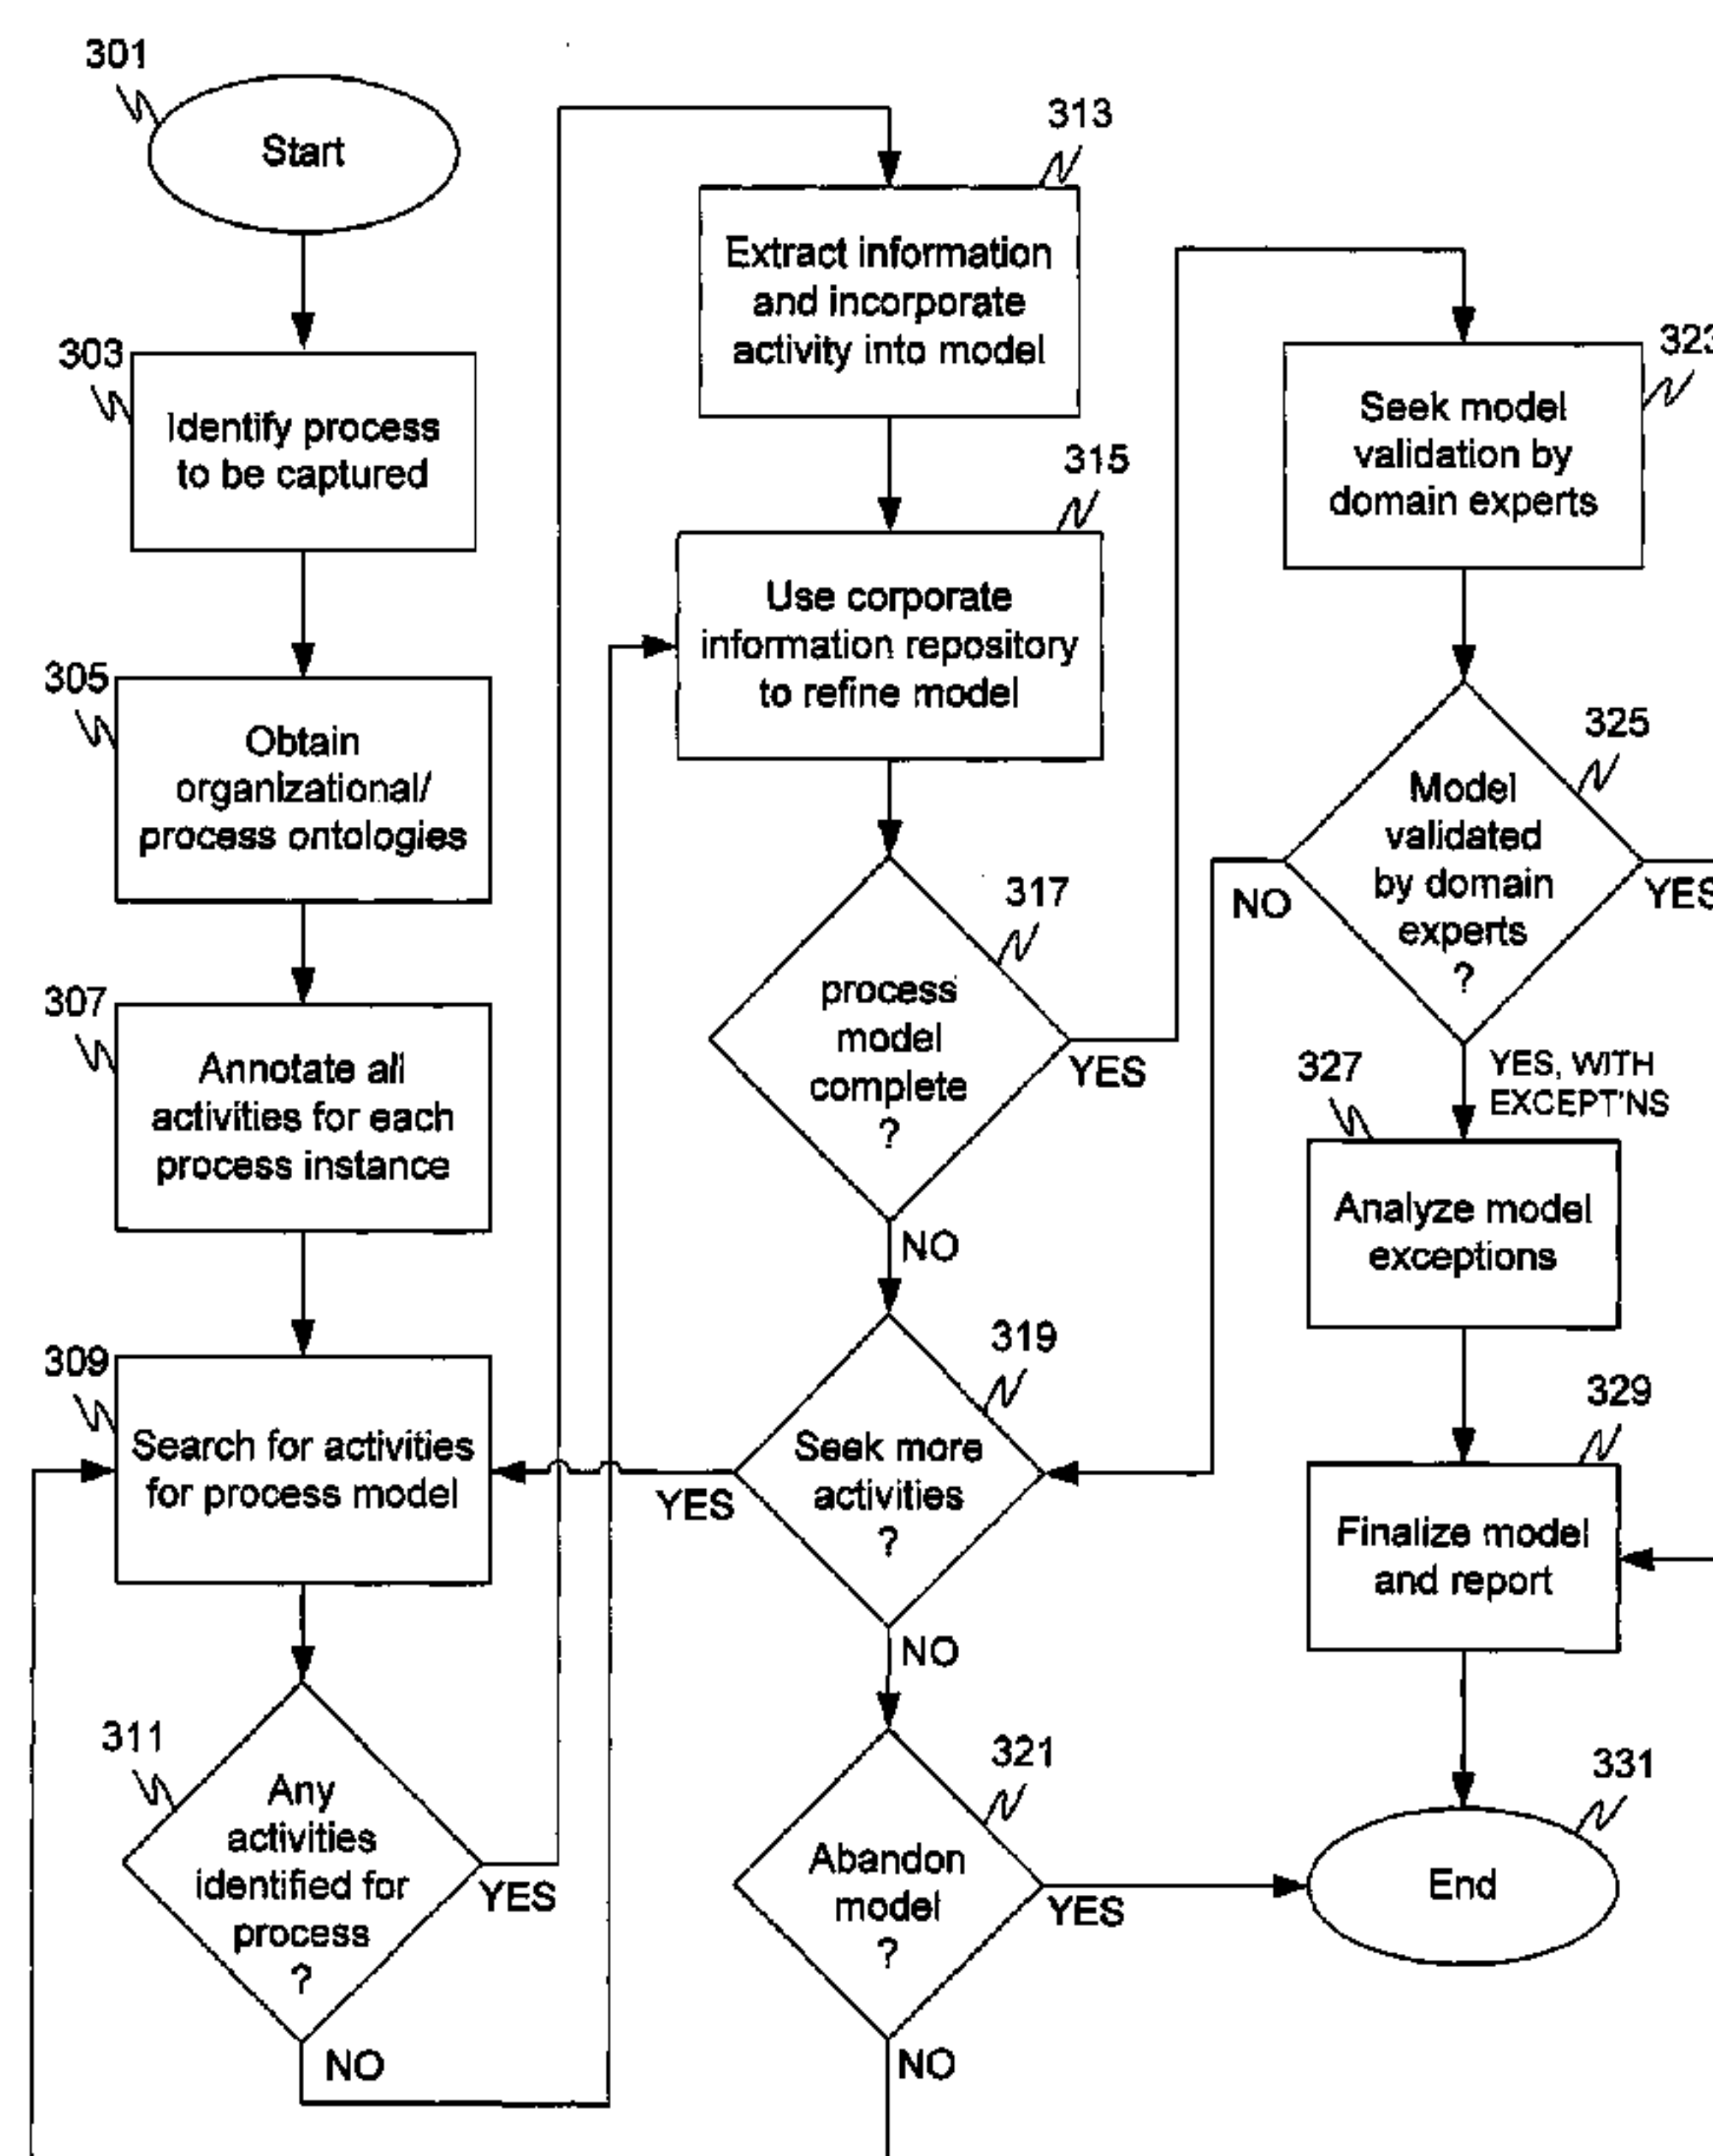 301
Start
303
Identify process
to be captured
305
Obtain
organizational/
process ontologies
307
Annotate all
activities for each
process instance
309
Search for activities
for process model
311
Any
activities
identified for
process
?
YES
NO
313
Extract information
and incorporate
activity into model
315
Use corporate
information repository
to refine model
317
process
model
complete
?
YES
NO
319
Seek more
activities
?
YES
NO
321
Abandon
model
?
YES
NO
323
Seek model
validation by
domain experts
325
Model
validated
by domain
experts
?
NO
YES
YES, WITH
EXCEPT'NS
327
Analyze model
exceptions
329
Finalize model
and report
331
End